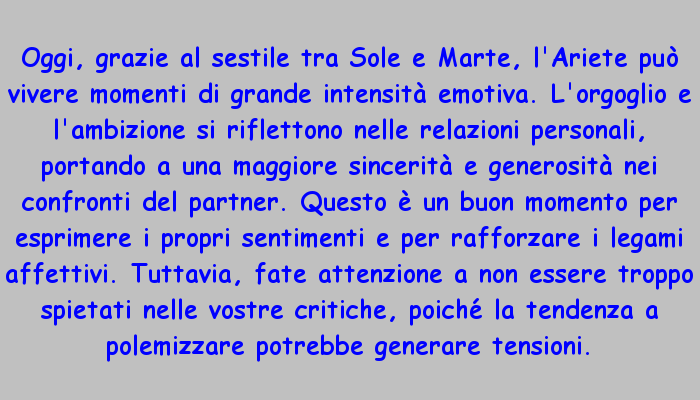 Oggi, grazie al sestile tra Sole e Marte, l'Ariete può
vivere momenti di grande intensità emotiva. L'orgoglio e
l'ambizione si riflettono nelle relazioni personali,
portando a una maggiore sincerità e generosità nei
confronti del partner. Questo è un buon momento per
esprimere i propri sentimenti e per rafforzare i legami
affettivi. Tuttavia, fate attenzione a non essere troppo
spietati nelle vostre critiche, poiché la tendenza a
polemizzare potrebbe generare tensioni.